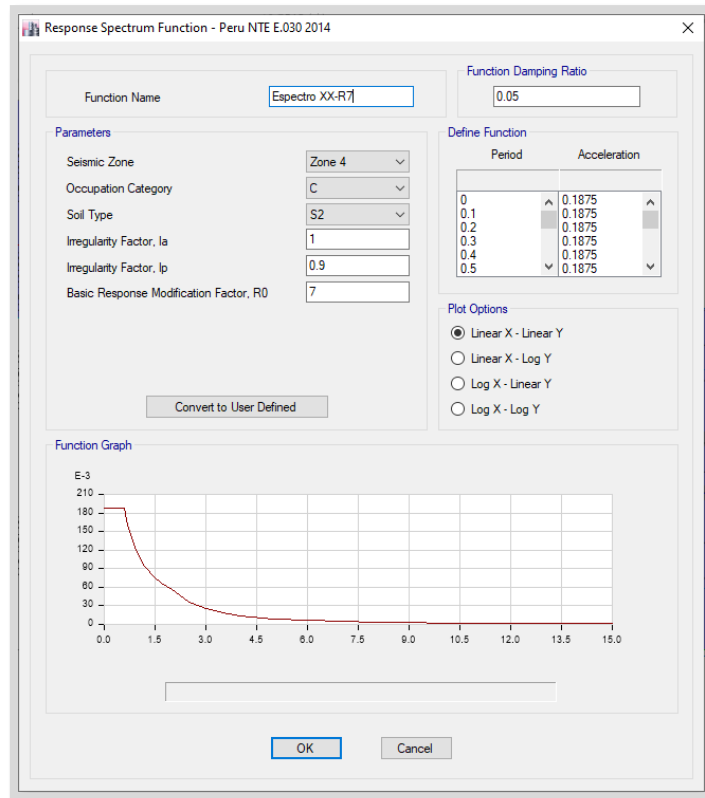 Response Spectrum Function - Peru NTE E.030 2014
Function Name
Espectro XX-R7
Function Damping Ratio
0.05
Parameters
Seismic Zone
Zone 4
Occupation Category
C
Soil Type
S2
Irregularity Factor, Ia
1
Irregularity Factor, Ip
0.9
Basic Response Modification Factor, R0
7
Convert to User Defined
Define Function
Period Acceleration
0 0.1875
0.1 0.1875
0.2 0.1875
0.3 0.1875
0.4 0.1875
0.5 0.1875
Plot Options
Linear X - Linear Y
Linear X - Log Y
Log X - Linear Y
Log X - Log Y
Function Graph
E-3
210
180
150
120
90
60
30
0
0.0 1.5 3.0 4.5 6.0 7.5 9.0 10.5 12.0 13.5 15.0
OK Cancel